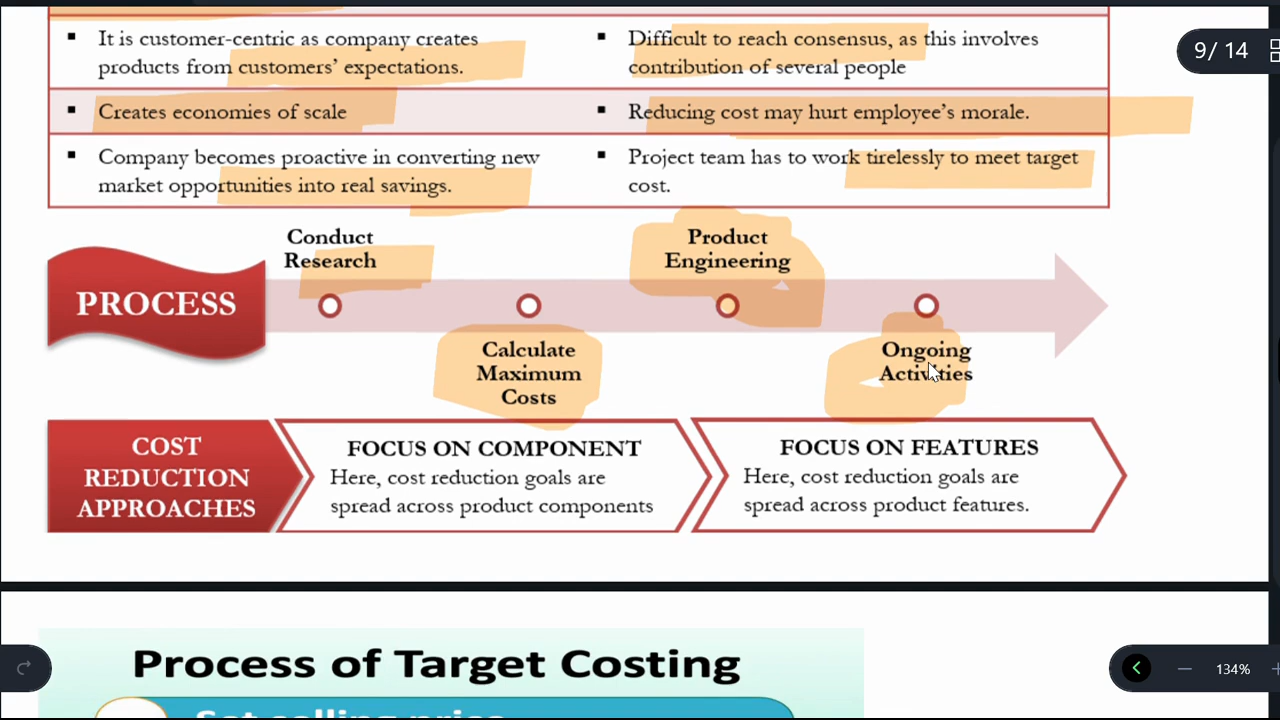 9/ 14
▪ It is customer-centric as company creates
products from customers’ expectations.
▪ Difficult to reach consensus, as this involves
contribution of several people
▪ Creates economies of scale
▪ Reducing cost may hurt employee’s morale.
▪ Company becomes proactive in converting new
market opportunities into real savings.
▪ Project team has to work tirelessly to meet target
cost.
PROCESS
Conduct
Research
Calculate
Maximum
Costs
Product
Engineering
Ongoing
Activities
COST
REDUCTION
APPROACHES
FOCUS ON COMPONENT
Here, cost reduction goals are
spread across product components
FOCUS ON FEATURES
Here, cost reduction goals are
spread across product features.
Process of Target Costing
Set selling price
134%